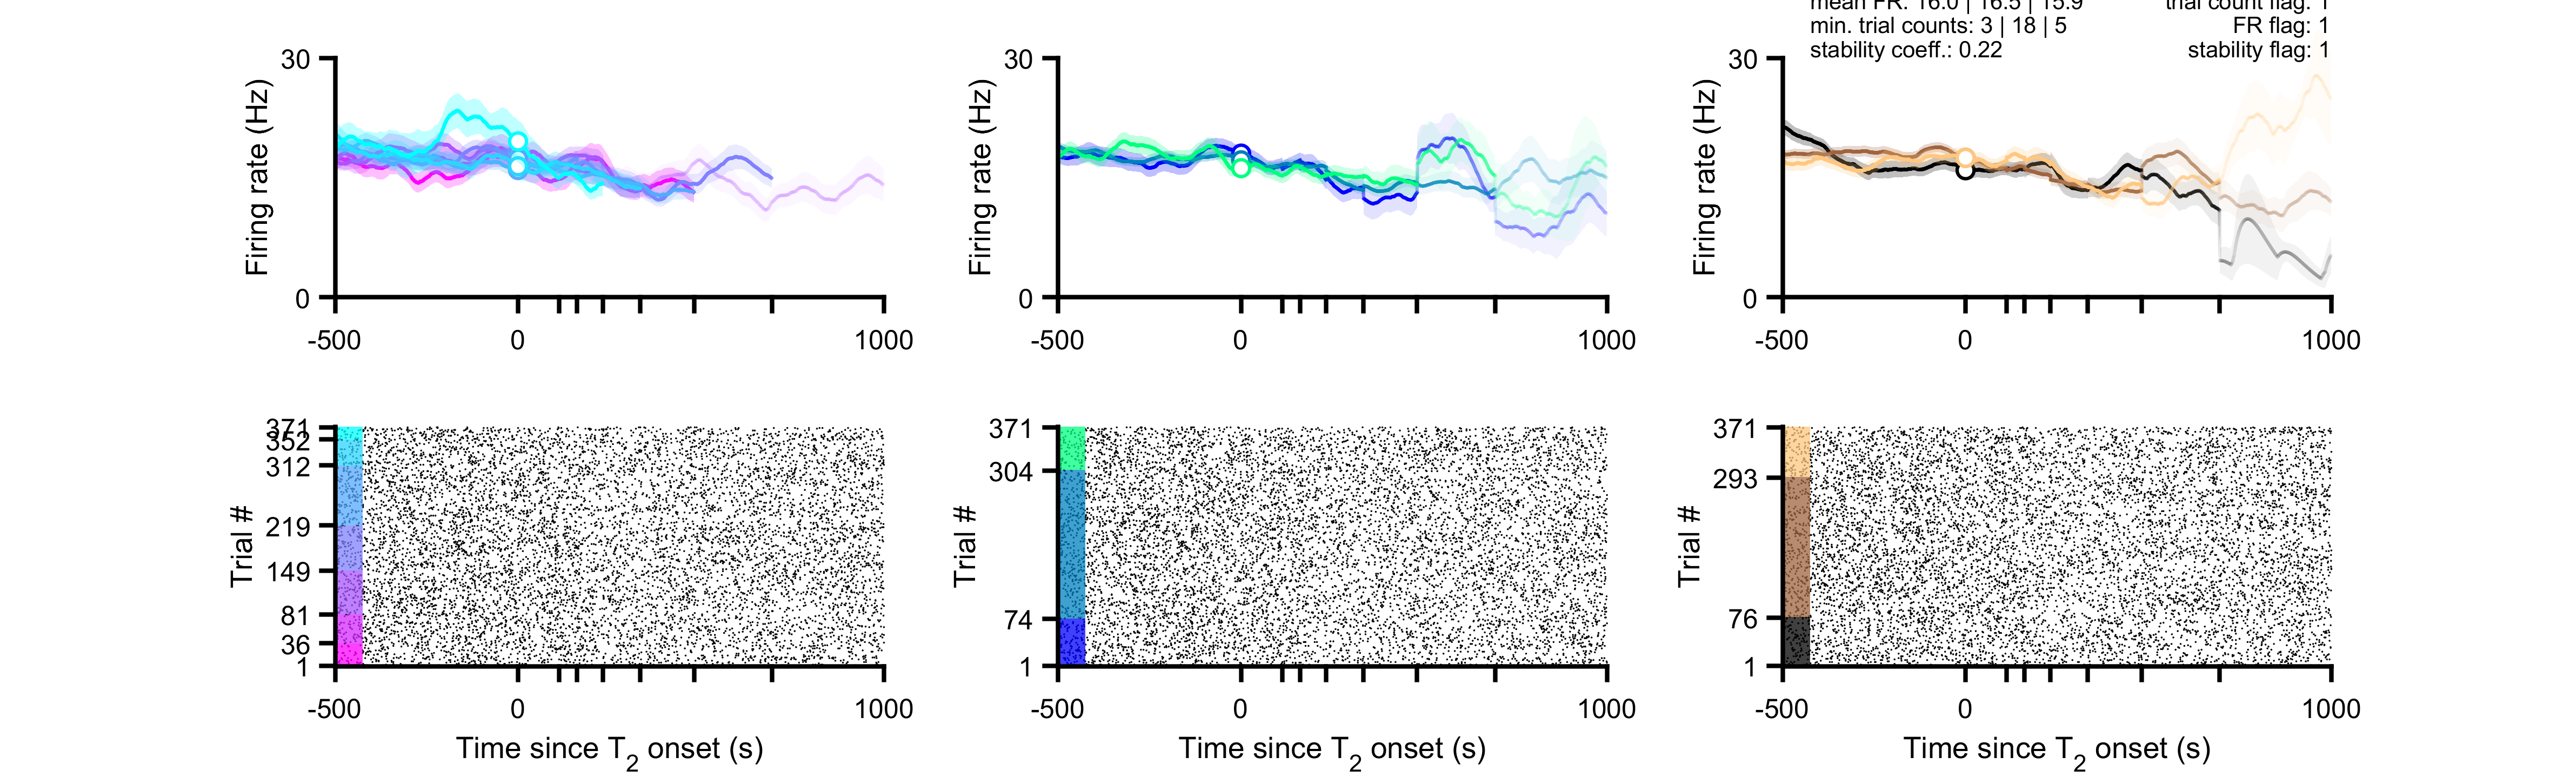 mean FR: 16.0 | 16.5 | 15.9
trial count flag: 1
min. trial counts: 3 | 18 | 5
FR flag: 1
stability coeff.: 0.22
stability flag: 1
30
Firing rate (Hz)
0
-500
0
1000
30
Firing rate (Hz)
0
-500
0
1000
30
Firing rate (Hz)
0
-500
0
1000
371
352
312
219
149
81
36
1
Trial #
-500
0
1000
Time since T2 onset (s)
371
304
74
1
Trial #
-500
0
1000
Time since T2 onset (s)
371
293
76
1
Trial #
-500
0
1000
Time since T2 onset (s)